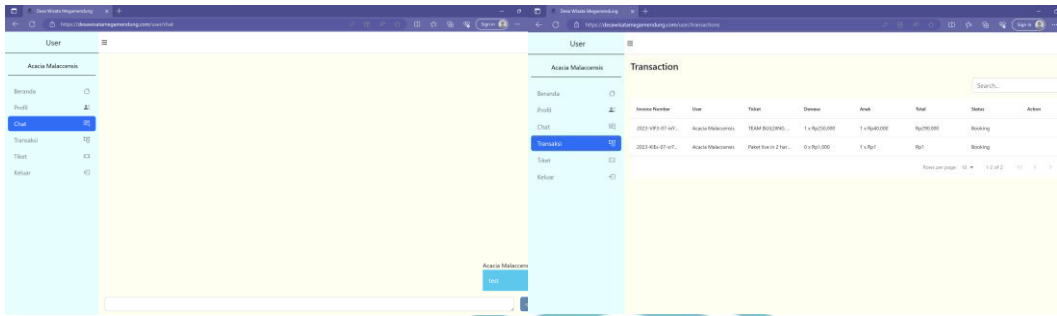 Desa Wisata Megamendung
https://desawisatamegamendung.com/user/chat
Sign in
User
Acacia Malaccensis
Beranda
Profil
Chat
Transaksi
Tiket
Keluar
Acacia Malaccens
test
Desa Wisata Megamendung
https://desawisatamegamendung.com/user/transactions
Sign in
User
Acacia Malaccensis
Beranda
Profil
Chat
Transaksi
Tiket
Keluar
Transaction
Search...
Invoice Number User Tiket Dewasa Anak Total Status Action
Acacia Malaccensis TEAM BUILDING ... 1 x Rp250,000 1 x Rp40,000 Rp290,000 Booking
Acacia Malaccensis Paket live in 2 har... 0 x Rp1,000 1 x Rp1 Rp1 Booking
Rows per page: 10 1-2 of 2